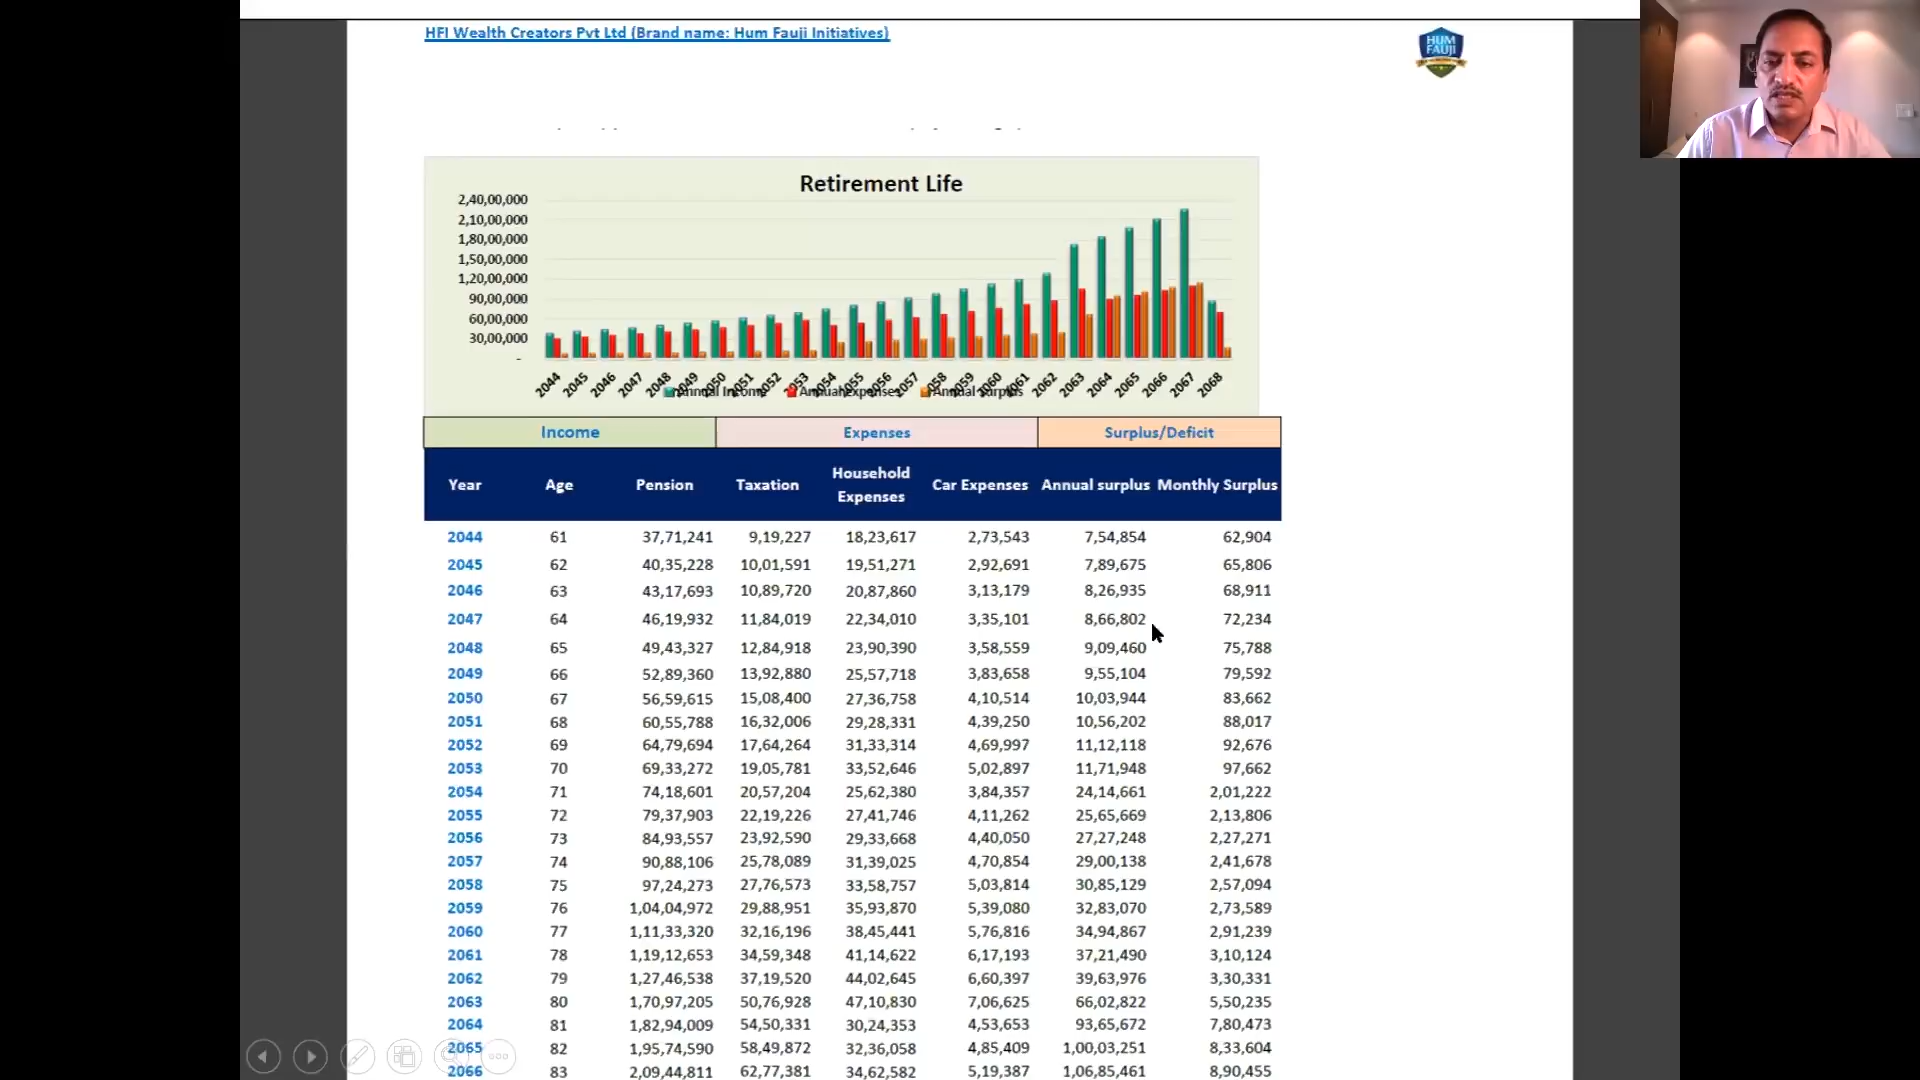 HFI Wealth Creators Pvt Ltd (Brand name: Hum Fauji Initiatives)
HUM
FAUJI
Retirement Life
2,40,00,000
2,10,00,000
1,80,00,000
1,50,00,000
1,20,00,000
90,00,000
60,00,000
30,00,000
-
2044 2045 2046 2047 2048 2049 2050 2051 2052 2053 2054 2055 2056 2057 2058 2059 2060 2061 2062 2063 2064 2065 2066 2067 2068
Annual Income Annual expenses Annual Surplus
Income Expenses Surplus/Deficit
Year Age Pension Taxation Household Expenses Car Expenses Annual surplus Monthly Surplus
2044 61 37,71,241 9,19,227 18,23,617 2,73,543 7,54,854 62,904
2045 62 40,35,228 10,01,591 19,51,271 2,92,691 7,89,675 65,806
2046 63 43,17,693 10,89,720 20,87,860 3,13,179 8,26,935 68,911
2047 64 46,19,932 11,84,019 22,34,010 3,35,101 8,66,802 72,234
2048 65 49,43,327 12,84,918 23,90,390 3,58,559 9,09,460 75,788
2049 66 52,89,360 13,92,880 25,57,718 3,83,658 9,55,104 79,592
2050 67 56,59,615 15,08,400 27,36,758 4,10,514 10,03,944 83,662
2051 68 60,55,788 16,32,006 29,28,331 4,39,250 10,56,202 88,017
2052 69 64,79,694 17,64,264 31,33,314 4,69,997 11,12,118 92,676
2053 70 69,33,272 19,05,781 33,52,646 5,02,897 11,71,948 97,662
2054 71 74,18,601 20,57,204 25,62,380 3,84,357 24,14,661 2,01,222
2055 72 79,37,903 22,19,226 27,41,746 4,11,262 25,65,669 2,13,806
2056 73 84,93,557 23,92,590 29,33,668 4,40,050 27,27,248 2,27,271
2057 74 90,88,106 25,78,089 31,39,025 4,70,854 29,00,138 2,41,678
2058 75 97,24,273 27,76,573 33,58,757 5,03,814 30,85,129 2,57,094
2059 76 1,04,04,972 29,88,951 35,93,870 5,39,080 32,83,070 2,73,589
2060 77 1,11,33,320 32,16,196 38,45,441 5,76,816 34,94,867 2,91,239
2061 78 1,19,12,653 34,59,348 41,14,622 6,17,193 37,21,490 3,10,124
2062 79 1,27,46,538 37,19,520 44,02,645 6,60,397 39,63,976 3,30,331
2063 80 1,70,97,205 50,76,928 47,10,830 7,06,625 66,02,822 5,50,235
2064 81 1,82,94,009 54,50,331 30,24,353 4,53,653 93,65,672 7,80,473
2065 82 1,95,74,590 58,49,872 32,36,058 4,85,409 1,00,03,251 8,33,604
2066 83 2,09,44,811 62,77,381 34,62,582 5,19,387 1,06,85,461 8,90,455